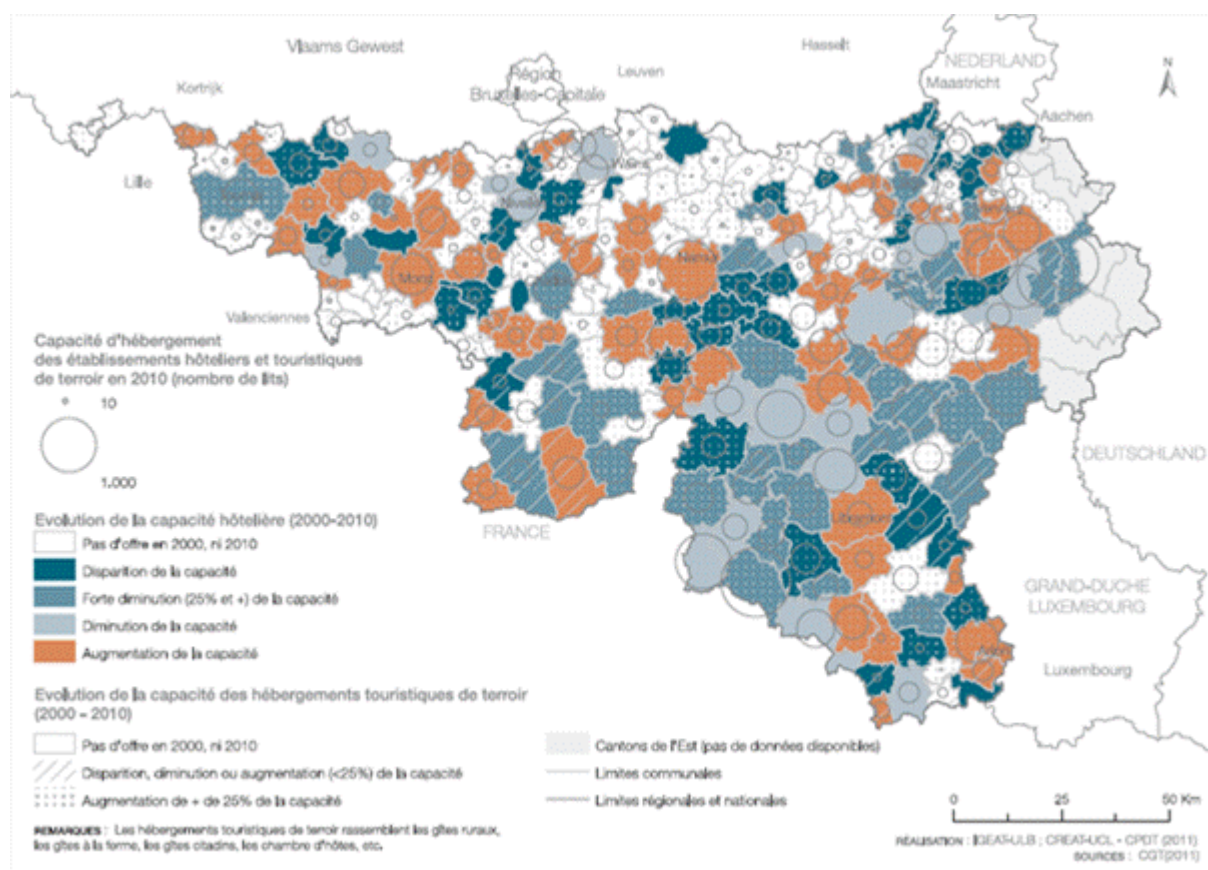 Vlaams Gewest
Hasselt
NEDERLAND
Maastricht
Région
Bruxelles-Capitale
Leuven
Kortrijk
N
Aachen
Lille
Wavre
Nivelles
Namur
Mons
Valenciennes
Capacité d'hébergement
des établissements hôteliers et touristiques
de terroir en 2010 (nombre de lits)
10
1.000
DEUTSCHLAND
FRANCE
Libramont
Evolution de la capacité hôtelière (2000-2010)
Pas d'offre en 2000, ni 2010
Disparition de la capacité
Forte diminution (25% et +) de la capacité
Diminution de la capacité
Augmentation de la capacité
GRAND-DUCHE
LUXEMBOURG
Arlon
Luxembourg
Evolution de la capacité des hébergements touristiques de terroir
(2000 - 2010)
Pas d'offre en 2000, ni 2010
Disparition, diminution ou augmentation (<25%) de la capacité
Augmentation de + de 25% de la capacité
Cantons de l'Est (pas de données disponibles)
Limites communales
Limites régionales et nationales
0 25 50 Km
REMARQUES : Les hébergements touristiques de terroir rassemblent les gîtes ruraux,
les gîtes à la ferme, les gîtes citadins, les chambre d'hôtes, etc.
RÉALISATION : IGEAT-ULB ; CREAT-UCL - CPDT (2011)
SOURCES : CGT(2011)